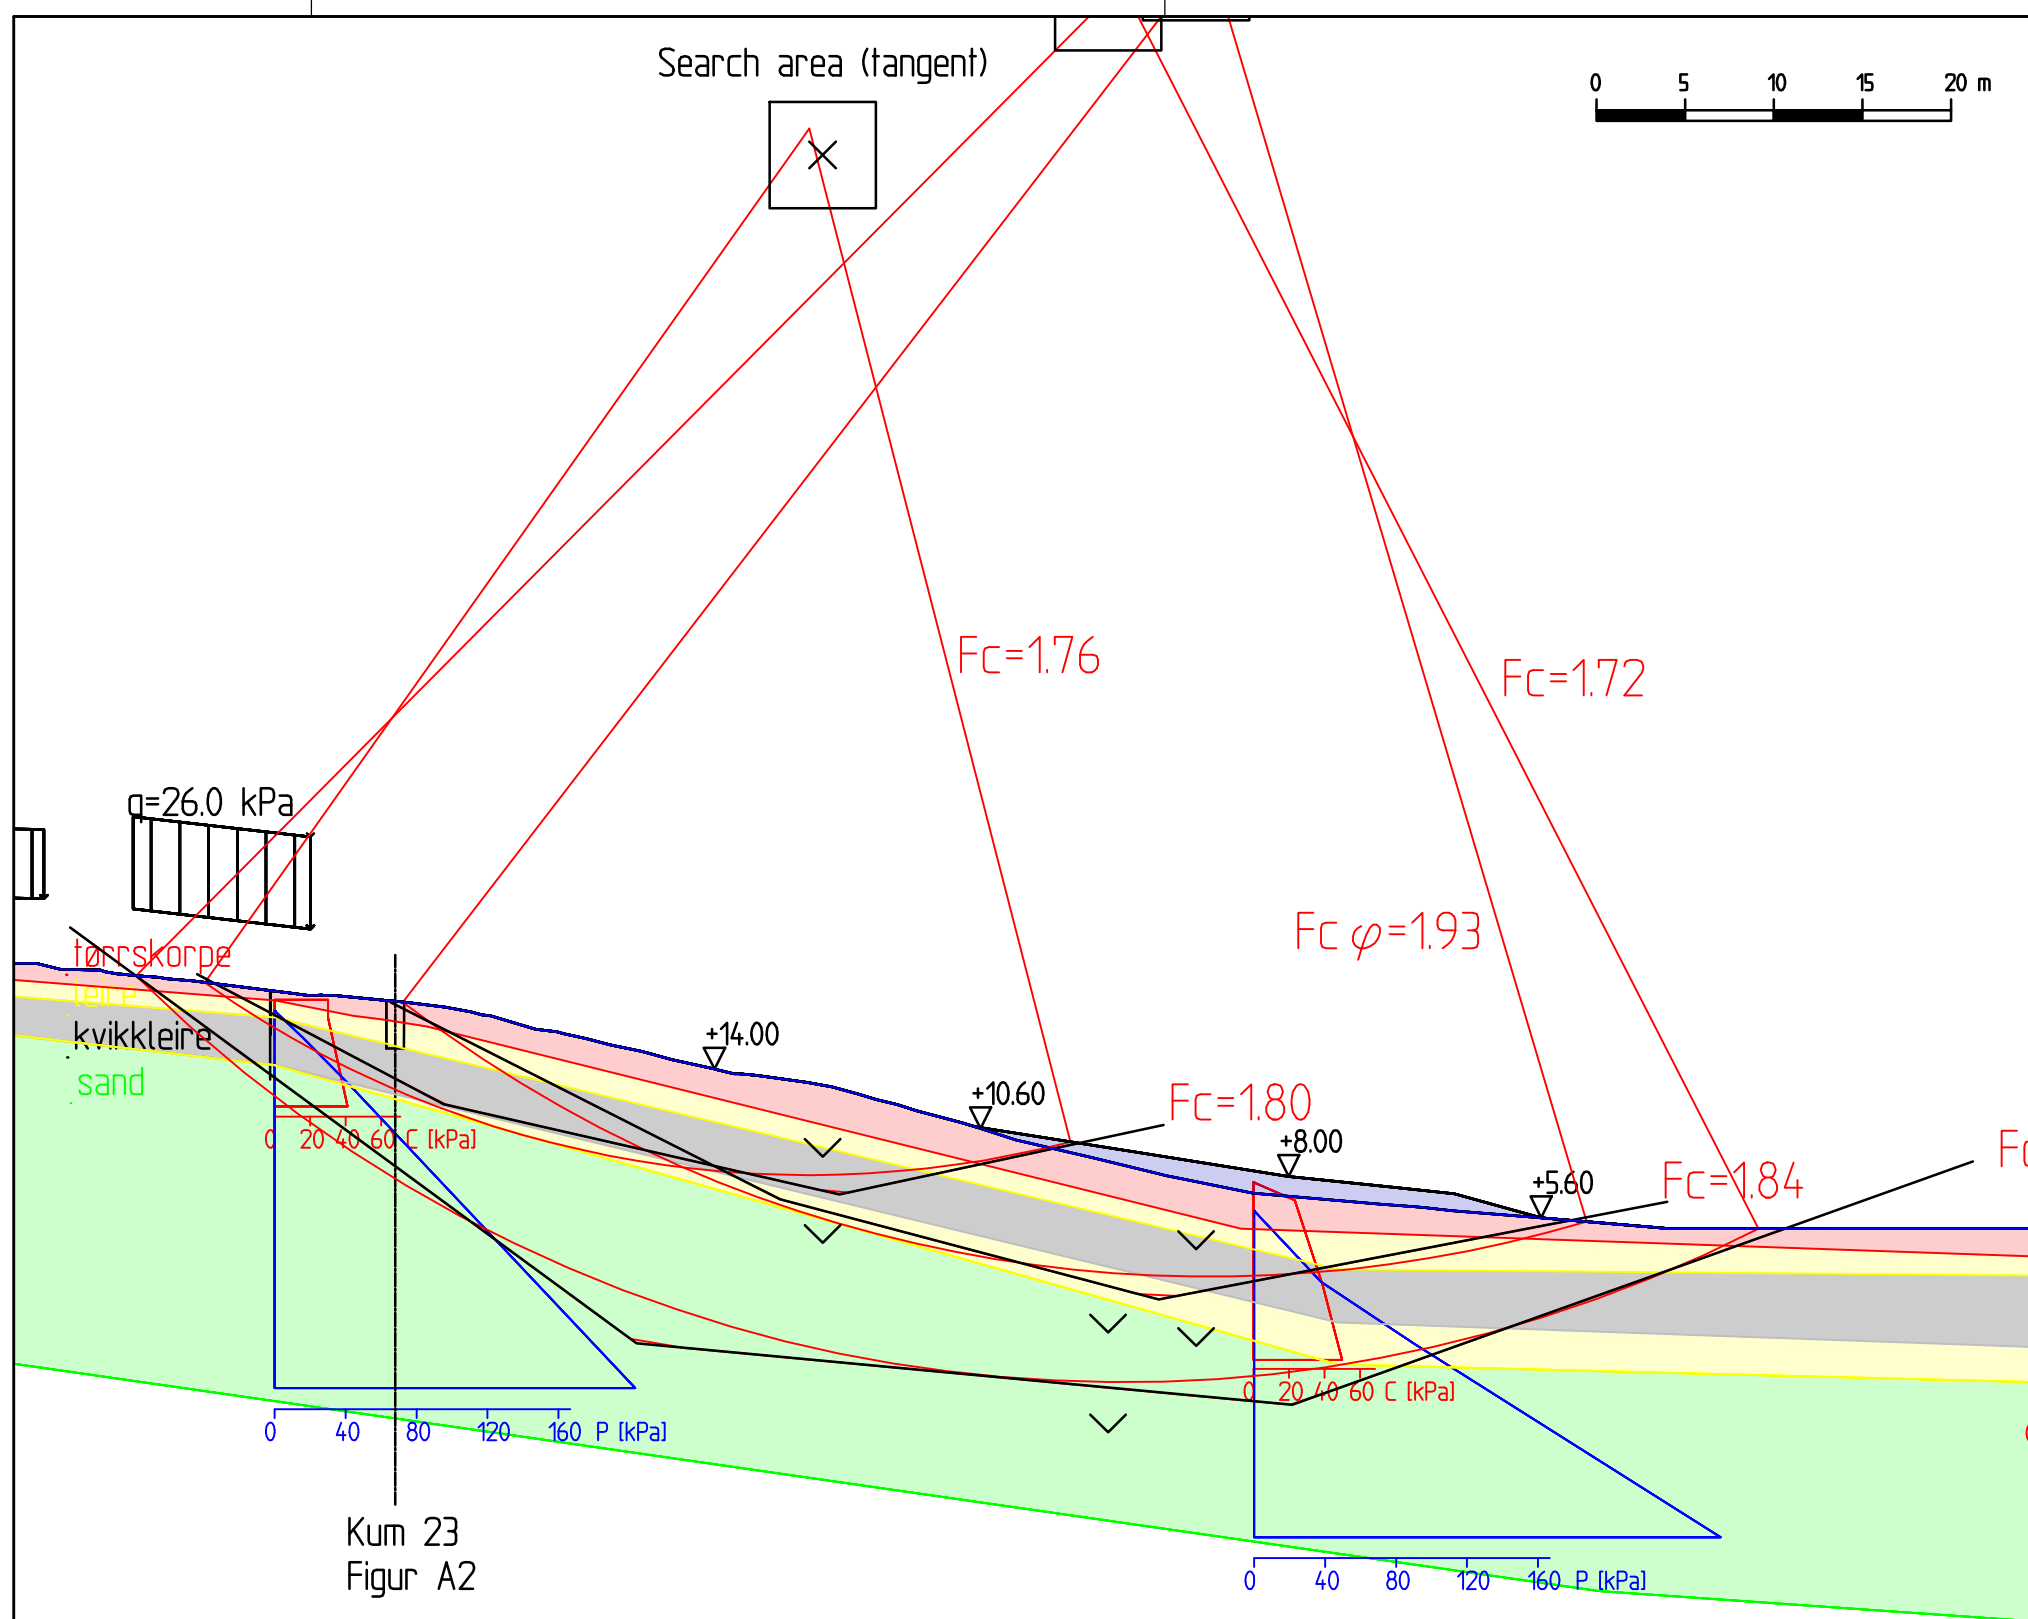 Search area (tangent)
0 5 10 15 20 m
Fc=1.76
Fc=1.72
q=26.0 kPa
Fc φ=1.93
tørrskorpe
leire
kvikkleire
sand
+14.00
+10.60
Fc=1.80
+8.00
+5.60
Fc=1.84
0 20 40 60 C [kPa]
0 20 40 60 C [kPa]
0 40 80 120 160 P [kPa]
Kum 23
Figur A2
0 40 80 120 160 P [kPa]